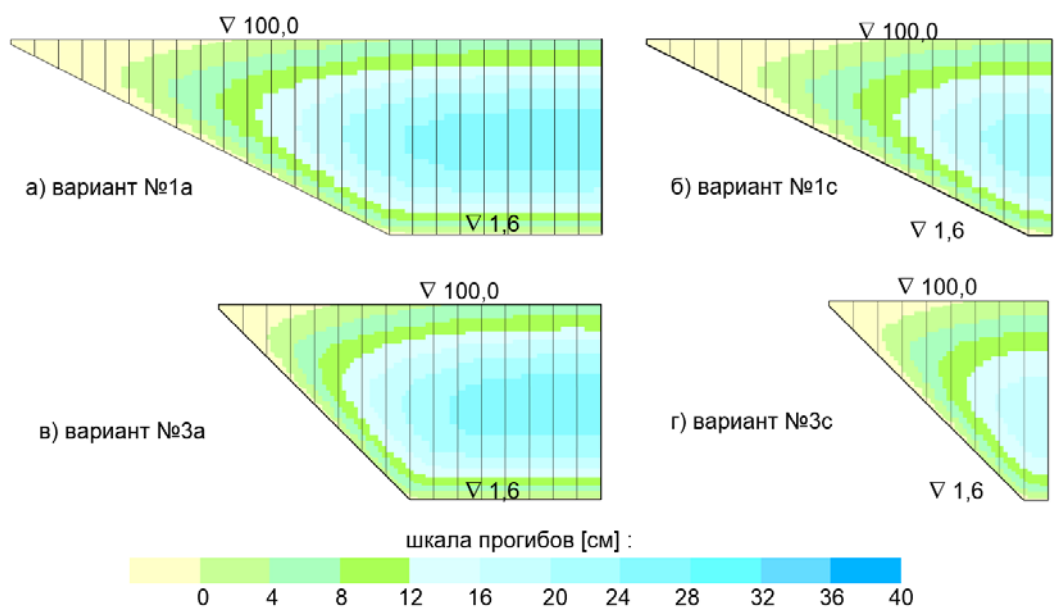 ∇ 100,0
∇ 100,0
а) вариант №1а
б) вариант №1с
∇ 1,6
∇ 1,6
∇ 100,0
∇ 100,0
в) вариант №3а
г) вариант №3с
∇ 1,6
∇ 1,6
шкала прогибов [см] :
0 4 8 12 16 20 24 28 32 36 40